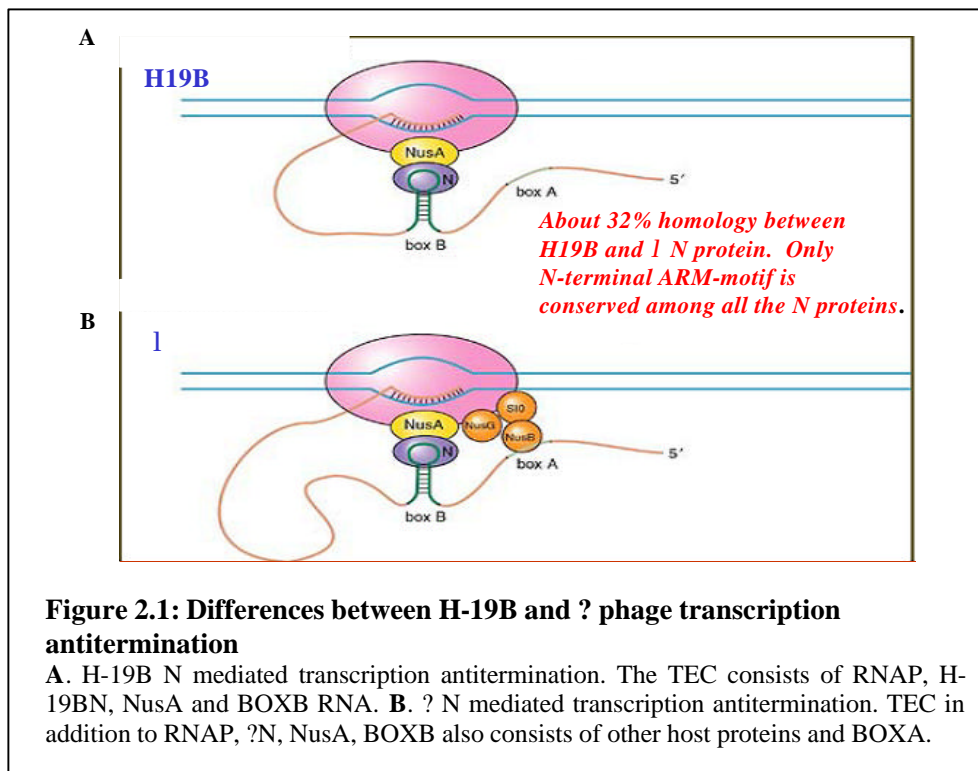 A
H19B
NusA
N
box A
5'
box B
About 32% homology between
H19B and l N protein. Only
N-terminal ARM-motif is
conserved among all the N proteins.
B
l
S10
NusA
NusG
NusB
N
box A
5'
box B
Figure 2.1: Differences between H-19B and ? phage transcription
antitermination
A. H-19B N mediated transcription antitermination. The TEC consists of RNAP, H-
19BN, NusA and BOXB RNA. B. ? N mediated transcription antitermination. TEC in
addition to RNAP, ?N, NusA, BOXB also consists of other host proteins and BOXA.